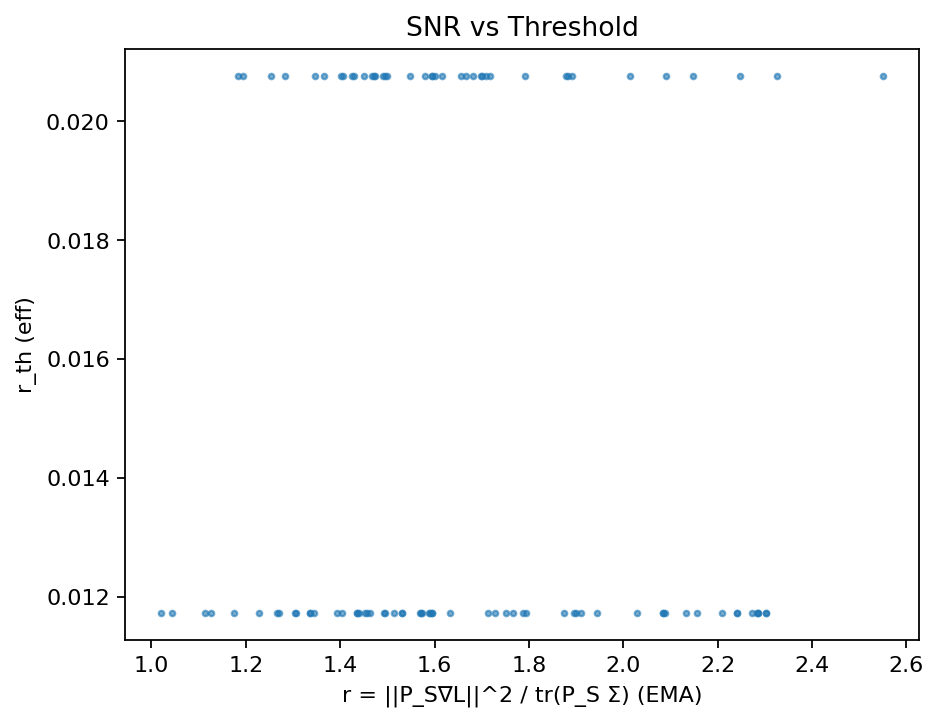 SNR vs Threshold
r_th (eff)
0.020
0.018
0.016
0.014
0.012
1.0 1.2 1.4 1.6 1.8 2.0 2.2 2.4 2.6
r = ||P_S∇L||^2 / tr(P_S Σ) (EMA)